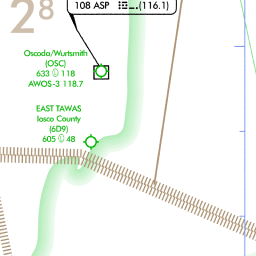 108 ASP (116.1)
28
Oscoda/Wurtsmith
(OSC)
633 Ⓛ 118
AWOS-3 118.7
EAST TAWAS
Iosco County
(6D9)
605 Ⓛ 48